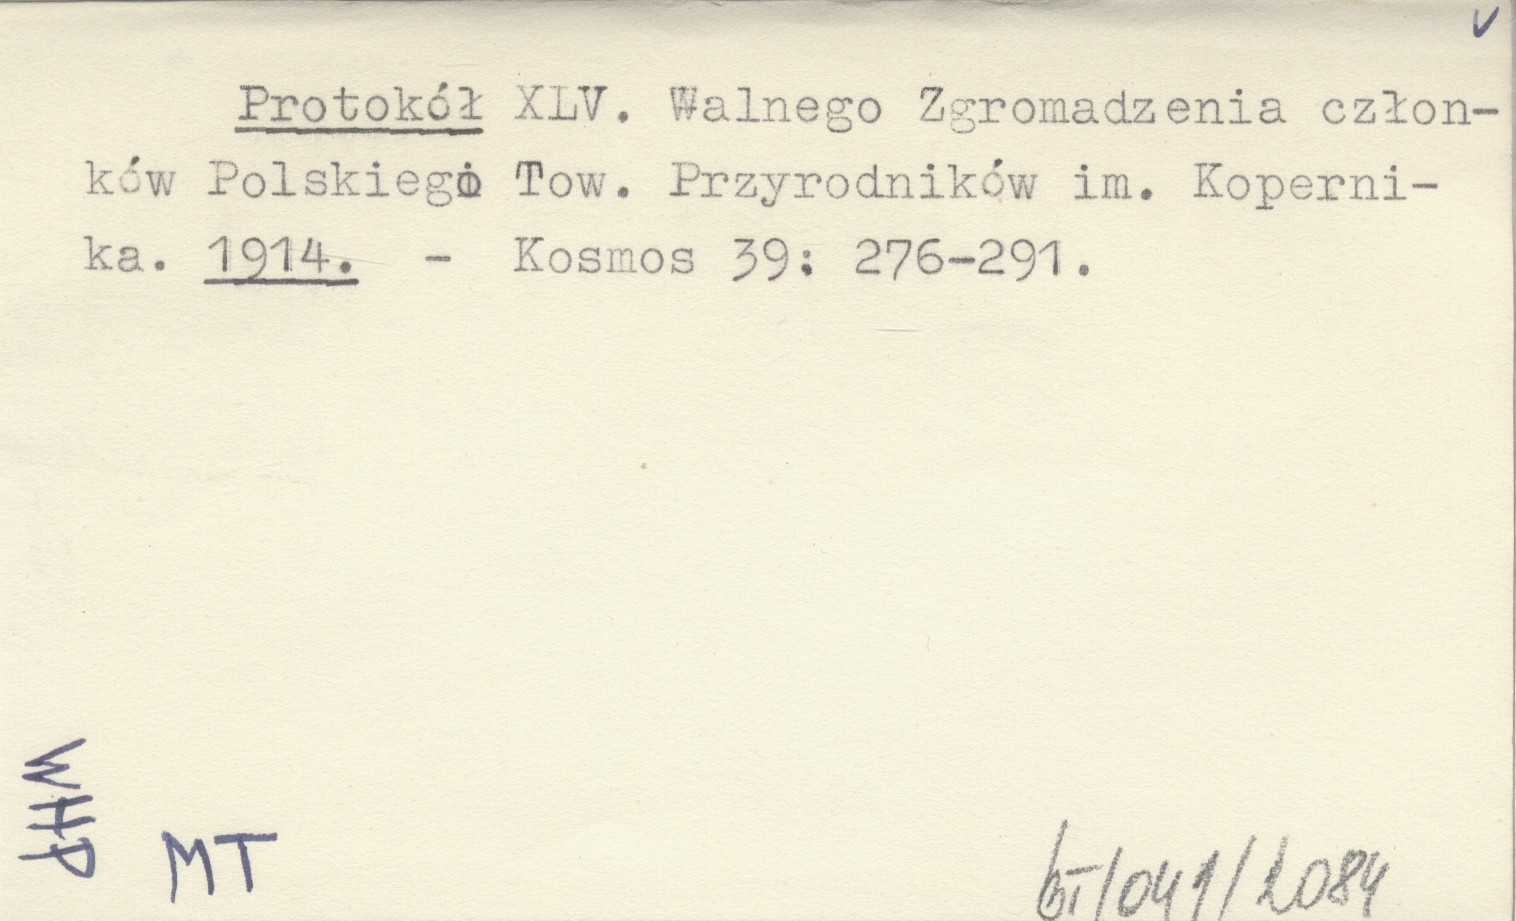 v
Protokół XLV. Walnego Zgromadzenia człon-
ków Polskiego Tow. Przyrodników im. Koperni-
ka. 1914. - Kosmos 39: 276-291.
WHP
MT
/041/2084